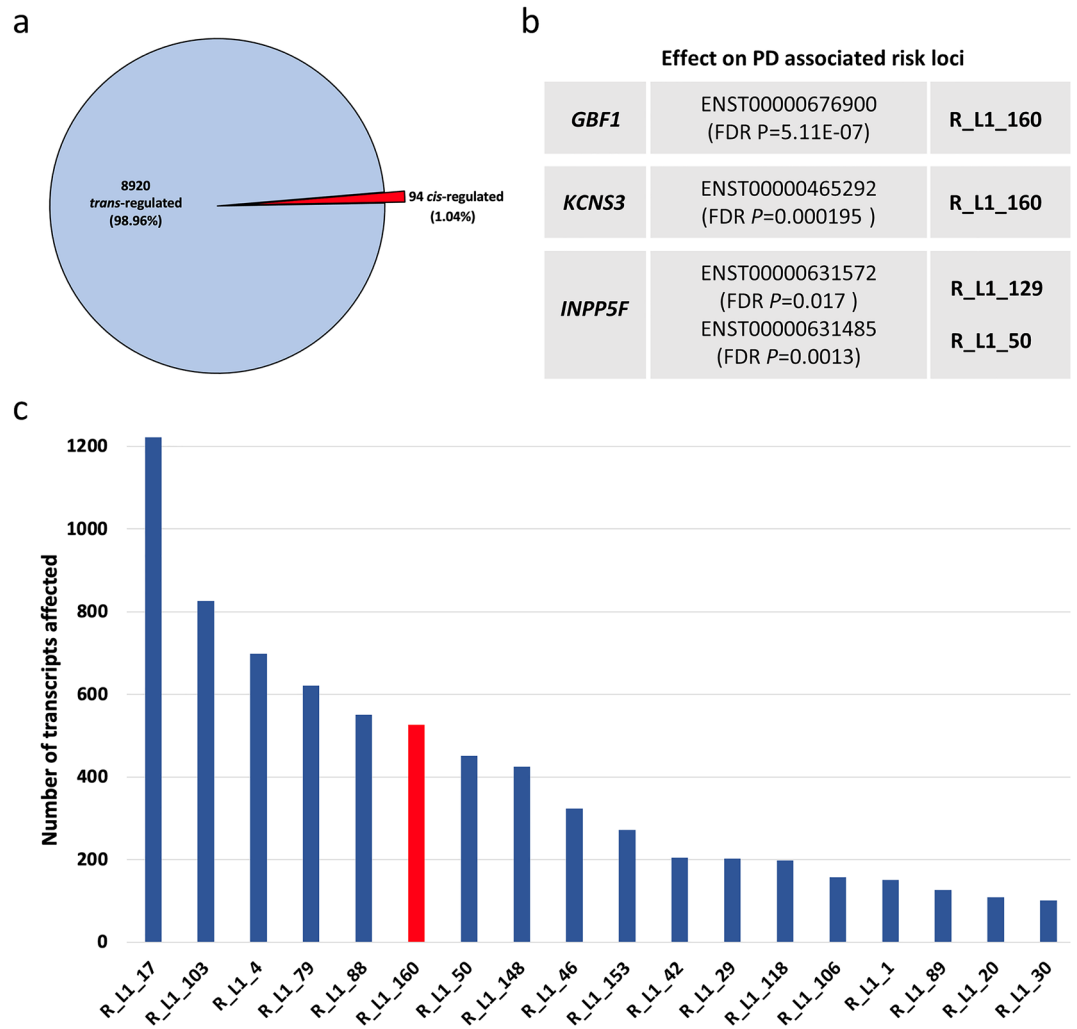 a
8920
trans-regulated
(98.96%)
94 cis-regulated
(1.04%)
b
Effect on PD associated risk loci
GBF1
ENST00000676900
(FDR P=5.11E-07)
R_L1_160
KCNS3
ENST00000465292
(FDR P=0.000195 )
R_L1_160
INPP5F
ENST00000631572
(FDR P=0.017 )
ENST00000631485
(FDR P=0.0013)
R_L1_129
R_L1_50
c
Number of transcripts affected
1200
1000
800
600
400
200
0
R_L1_17
R_L1_103
R_L1_4
R_L1_79
R_L1_88
R_L1_160
R_L1_50
R_L1_148
R_L1_46
R_L1_153
R_L1_42
R_L1_29
R_L1_118
R_L1_106
R_L1_1
R_L1_89
R_L1_20
R_L1_30